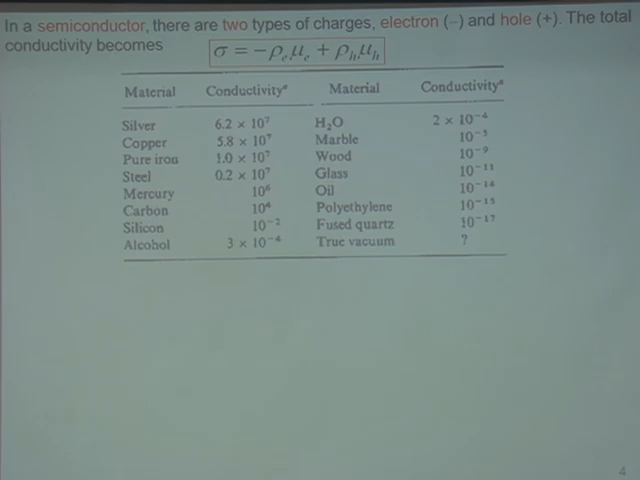 In a semiconductor, there are two types of charges, electron (–) and hole (+). The total
conductivity becomes σ = −ρₑμₑ + ρₕμₕ
Material Conductivityᵃ Material Conductivityᵃ
Silver 6.2 × 10⁷ H₂O 2 × 10⁻⁴
Copper 5.8 × 10⁷ Marble 10⁻⁵
Pure iron 1.0 × 10⁷ Wood 10⁻⁹
Steel 0.2 × 10⁷ Glass 10⁻¹¹
Mercury 10⁶ Oil 10⁻¹⁴
Carbon 10⁴ Polyethylene 10⁻¹⁵
Silicon 10⁻² Fused quartz 10⁻¹⁷
Alcohol 3 × 10⁻⁴ True vacuum ?
4